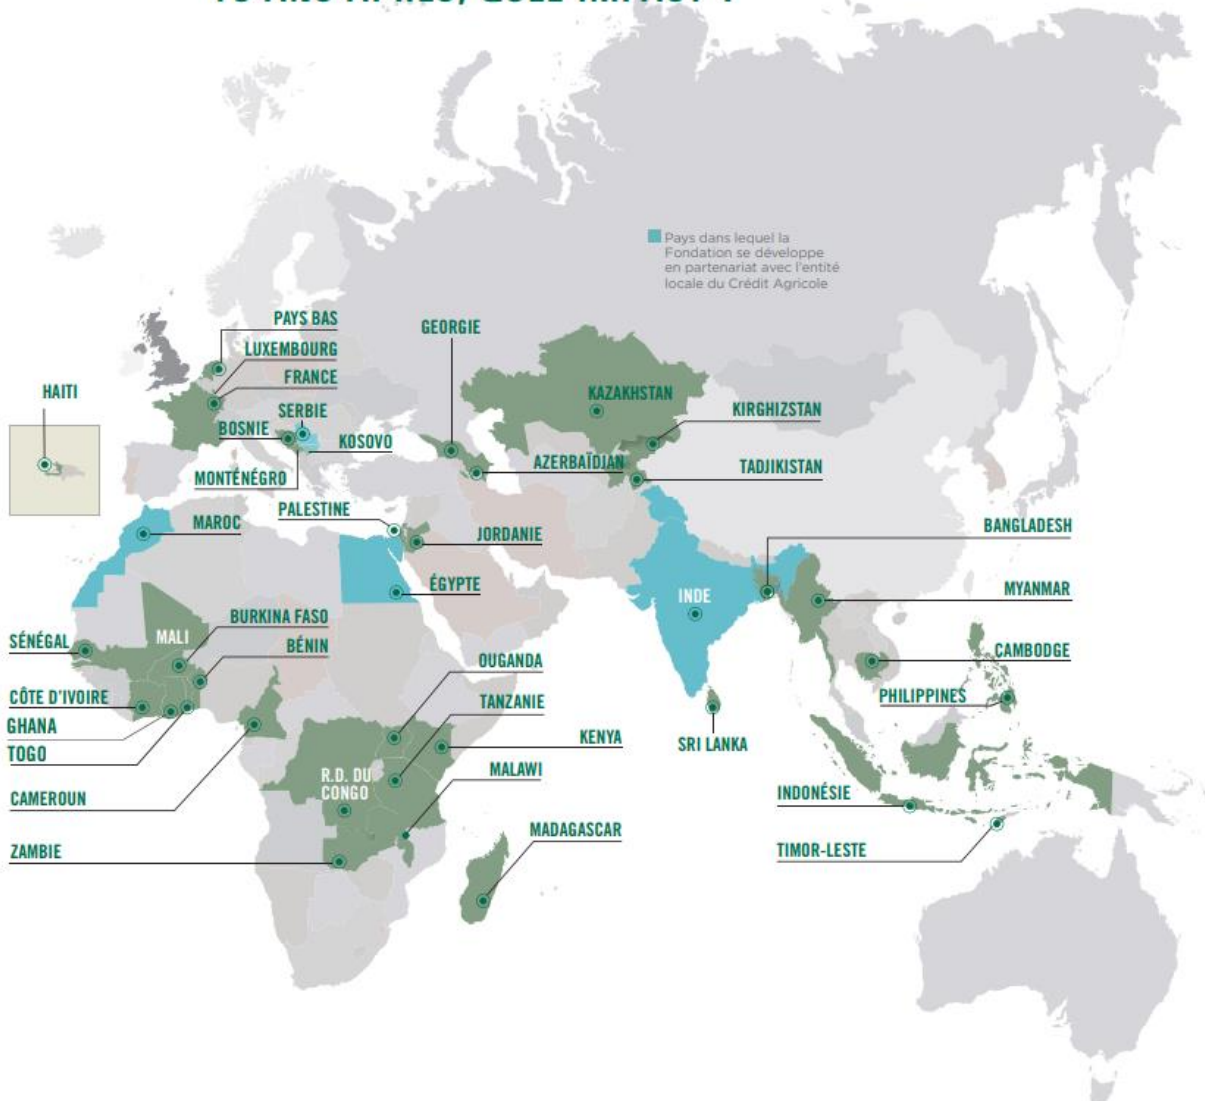 Pays dans lequel la
Fondation se développe
en partenariat avec l'entité
locale du Crédit Agricole
PAYS BAS
GEORGIE
LUXEMBOURG
FRANCE
HAITI
KAZAKHSTAN
SERBIE
KIRGHIZSTAN
BOSNIE
KOSOVO
AZERBAÏDJAN
TADJIKISTAN
MONTÉNÉGRO
PALESTINE
MAROC
BANGLADESH
JORDANIE
ÉGYPTE
MYANMAR
INDE
BURKINA FASO
MALI
SÉNÉGAL
BÉNIN
CAMBODGE
OUGANDA
CÔTE D'IVOIRE
PHILIPPINES
TANZANIE
GHANA
KENYA
SRI LANKA
TOGO
MALAWI
R.D. DU
CONGO
INDONÉSIE
CAMEROUN
MADAGASCAR
ZAMBIE
TIMOR-LESTE